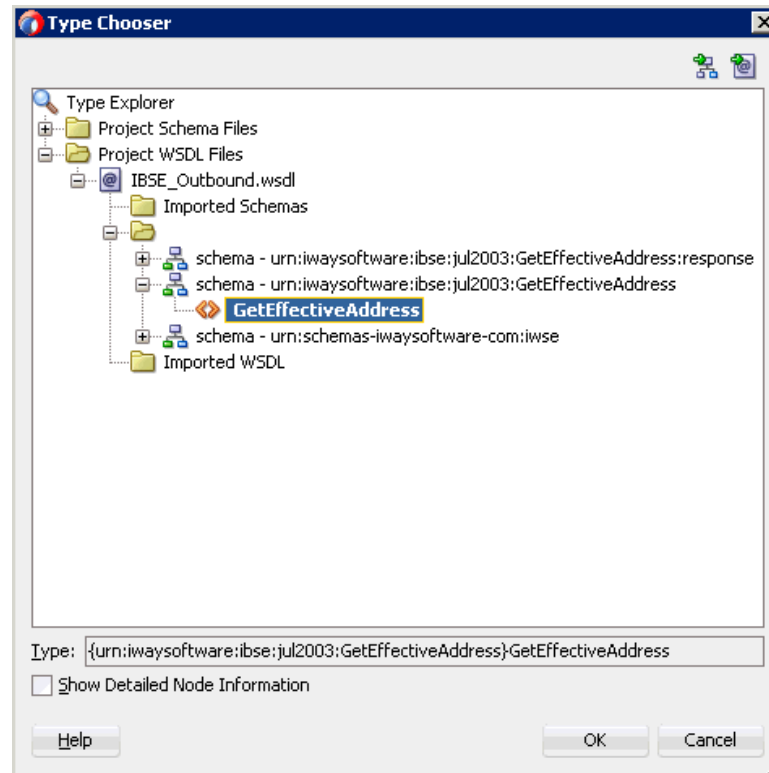 Type Chooser
Type Explorer
Project Schema Files
Project WSDL Files
IBSE_Outbound.wsdl
Imported Schemas
schema - urn:iwaysoftware:ibse:jul2003:GetEffectiveAddress:response
schema - urn:iwaysoftware:ibse:jul2003:GetEffectiveAddress
GetEffectiveAddress
schema - urn:schemas-iwaysoftware-com:iwse
Imported WSDL
Type: {urn:iwaysoftware:ibse:jul2003:GetEffectiveAddress}GetEffectiveAddress
Show Detailed Node Information
Help OK Cancel